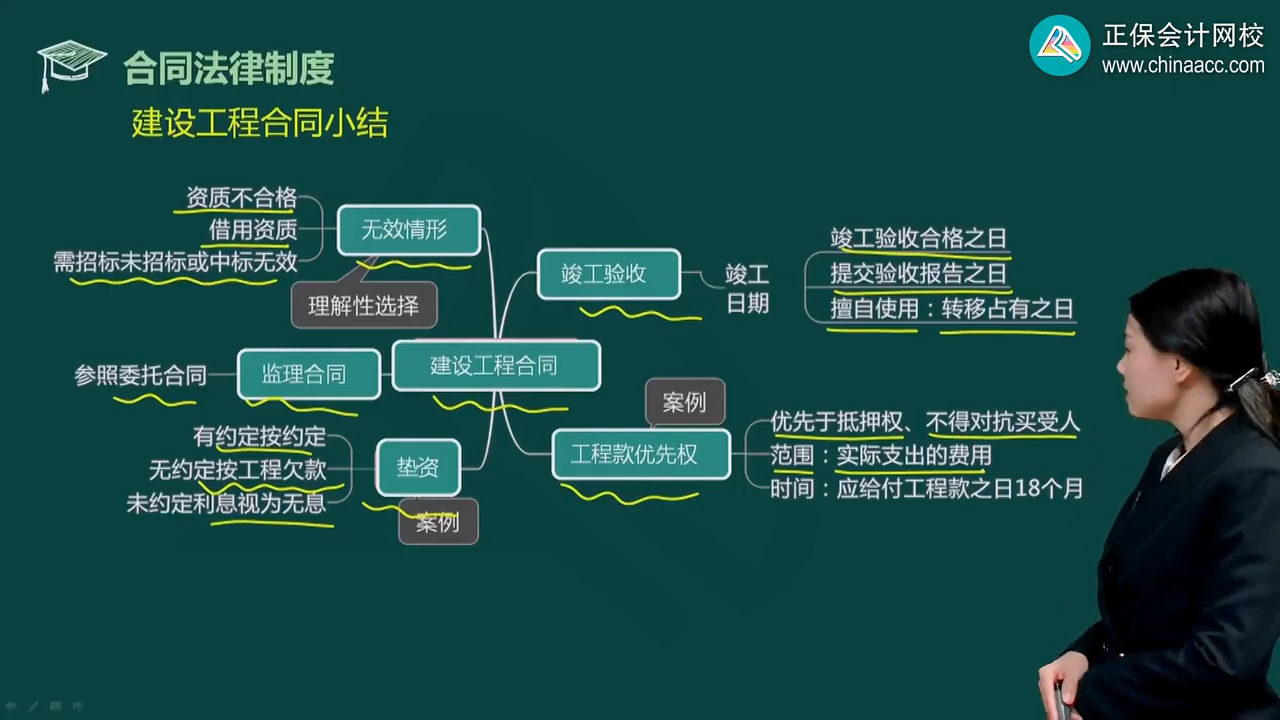 正保会计网校
www.chinaacc.com
合同法律制度
建设工程合同小结
资质不合格
借用资质
需招标未招标或中标无效
无效情形
理解性选择
参照委托合同
监理合同
有约定按约定
无约定按工程欠款
未约定利息视为无息
垫资
案例
建设工程合同
竣工验收
竣工
日期
竣工验收合格之日
提交验收报告之日
擅自使用：转移占有之日
案例
工程款优先权
优先于抵押权、不得对抗买受人
范围：实际支出的费用
时间：应给付工程款之日18个月